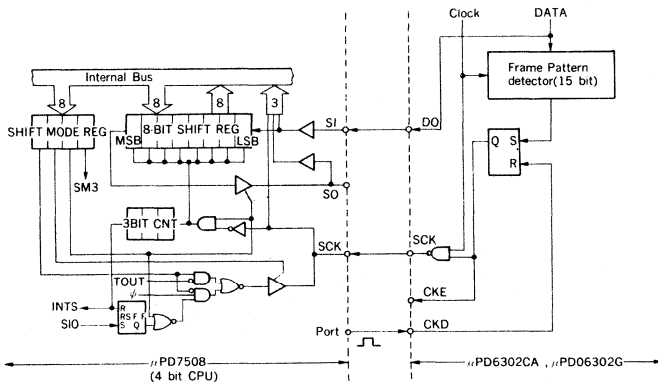 Clock
DATA
Internal Bus
Frame Pattern
detector(15 bit)
8
8
8
3
SHIFT MODE REG
8-BIT SHIFT REG
MSB
LSB
SI
DQ
Q
S
R
SM3
SO
3BIT CNT
SCK
SCK
TOUT
φ
CKE
INTS
R
RS F F
SIO
S
Q
Port
CKD
μPD7508
(4 bit CPU)
μPD6302CA , μPD06302G